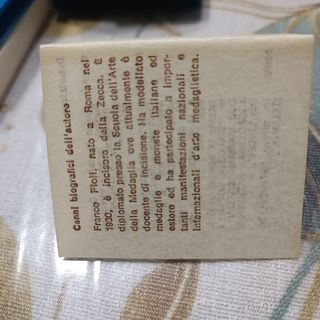 Cenni biografici dell'autore
Franco Pioli, nato a Roma nel
1930, è incisore della Zecca. È
diplomato presso la Scuola dell'Arte
della Medaglia ove attualmente è
docente di incisione. Ha modellato
medaglie e monete italiane ed
estere ed ha partecipato a impor-
tanti manifestazioni nazionali e
internazionali d'arte medaglistica.